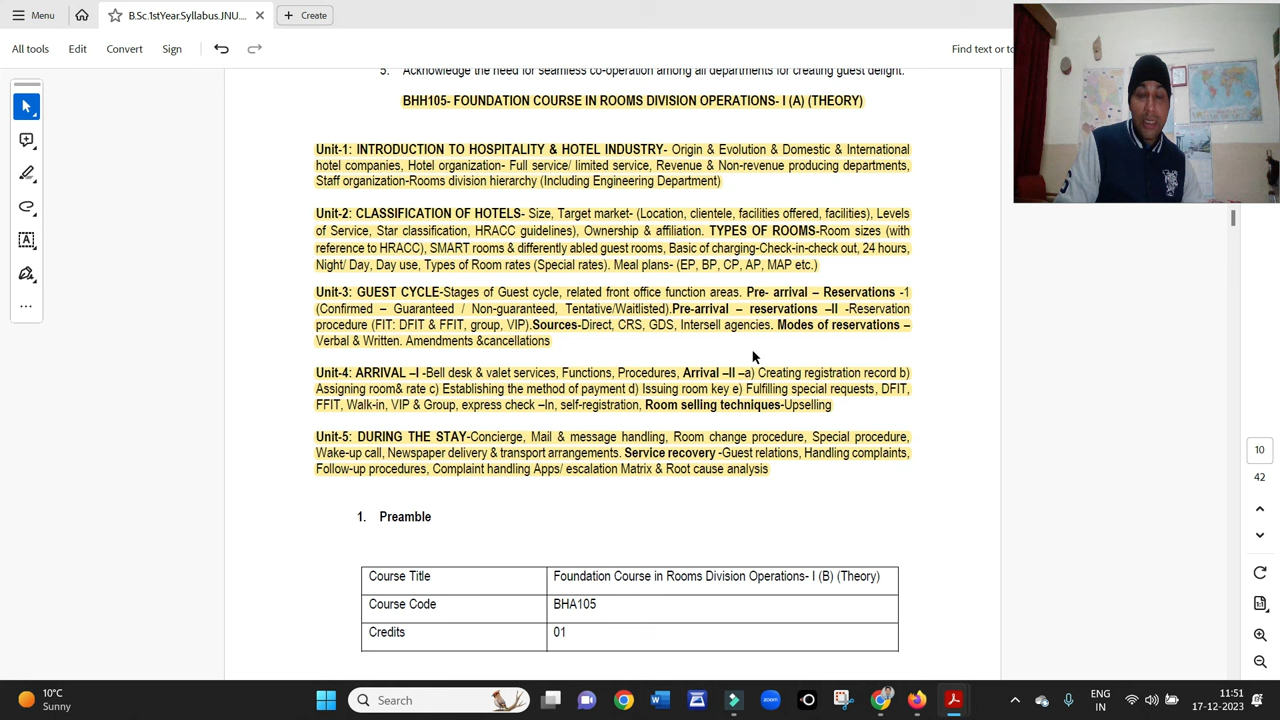 Menu
B.Sc.1stYear.Syllabus.JNU....
Create
All tools
Edit
Convert
Sign
Find text or to
5. Acknowledge the need for seamless co-operation among all departments for creating guest delight.
BHH105- FOUNDATION COURSE IN ROOMS DIVISION OPERATIONS- I (A) (THEORY)
Unit-1: INTRODUCTION TO HOSPITALITY & HOTEL INDUSTRY- Origin & Evolution & Domestic & International
hotel companies, Hotel organization- Full service/ limited service, Revenue & Non-revenue producing departments,
Staff organization-Rooms division hierarchy (Including Engineering Department)
Unit-2: CLASSIFICATION OF HOTELS- Size, Target market- (Location, clientele, facilities offered, facilities), Levels
of Service, Star classification, HRACC guidelines), Ownership & affiliation. TYPES OF ROOMS-Room sizes (with
reference to HRACC), SMART rooms & differently abled guest rooms, Basic of charging-Check-in-check out, 24 hours,
Night/ Day, Day use, Types of Room rates (Special rates). Meal plans- (EP, BP, CP, AP, MAP etc.)
Unit-3: GUEST CYCLE-Stages of Guest cycle, related front office function areas. Pre- arrival – Reservations -1
(Confirmed – Guaranteed / Non-guaranteed, Tentative/Waitlisted).Pre-arrival – reservations –II -Reservation
procedure (FIT: DFIT & FFIT, group, VIP).Sources-Direct, CRS, GDS, Intersell agencies. Modes of reservations –
Verbal & Written. Amendments &cancellations
Unit-4: ARRIVAL –I -Bell desk & valet services, Functions, Procedures, Arrival –II –a) Creating registration record b)
Assigning room& rate c) Establishing the method of payment d) Issuing room key e) Fulfilling special requests, DFIT,
FFIT, Walk-in, VIP & Group, express check –In, self-registration, Room selling techniques-Upselling
Unit-5: DURING THE STAY-Concierge, Mail & message handling, Room change procedure, Special procedure,
Wake-up call, Newspaper delivery & transport arrangements. Service recovery -Guest relations, Handling complaints,
Follow-up procedures, Complaint handling Apps/ escalation Matrix & Root cause analysis
1. Preamble
Course Title Foundation Course in Rooms Division Operations- I (B) (Theory)
Course Code BHA105
Credits 01
10
42
10°C
Sunny
Search
zoom
ENG
IN
11:51
17-12-2023